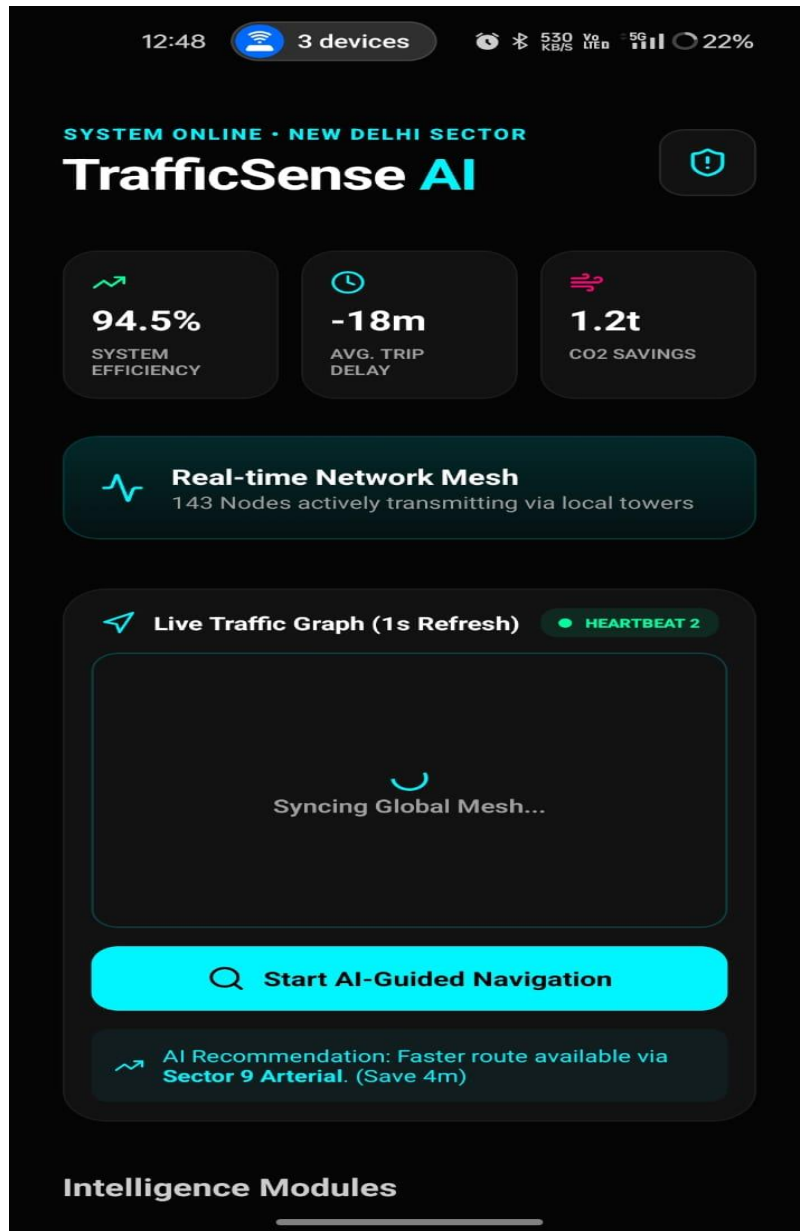 12:48 3 devices 530 KB/S Vo LTE 5G 22%
SYSTEM ONLINE • NEW DELHI SECTOR
TrafficSense AI
94.5%
SYSTEM
EFFICIENCY
-18m
AVG. TRIP
DELAY
1.2t
CO2 SAVINGS
Real-time Network Mesh
143 Nodes actively transmitting via local towers
Live Traffic Graph (1s Refresh) HEARTBEAT 2
Syncing Global Mesh...
Start AI-Guided Navigation
AI Recommendation: Faster route available via
Sector 9 Arterial. (Save 4m)
Intelligence Modules